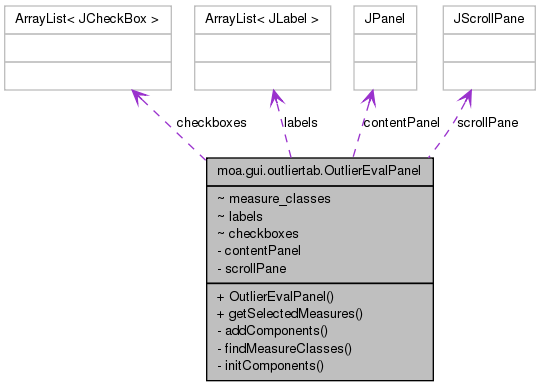 ArrayList< JCheckBox >
ArrayList< JLabel >
JPanel
JScrollPane
checkboxes
labels
contentPanel
scrollPane
moa.gui.outliertab.OutlierEvalPanel
~ measure_classes
~ labels
~ checkboxes
- contentPanel
- scrollPane
+ OutlierEvalPanel()
+ getSelectedMeasures()
- addComponents()
- findMeasureClasses()
- initComponents()